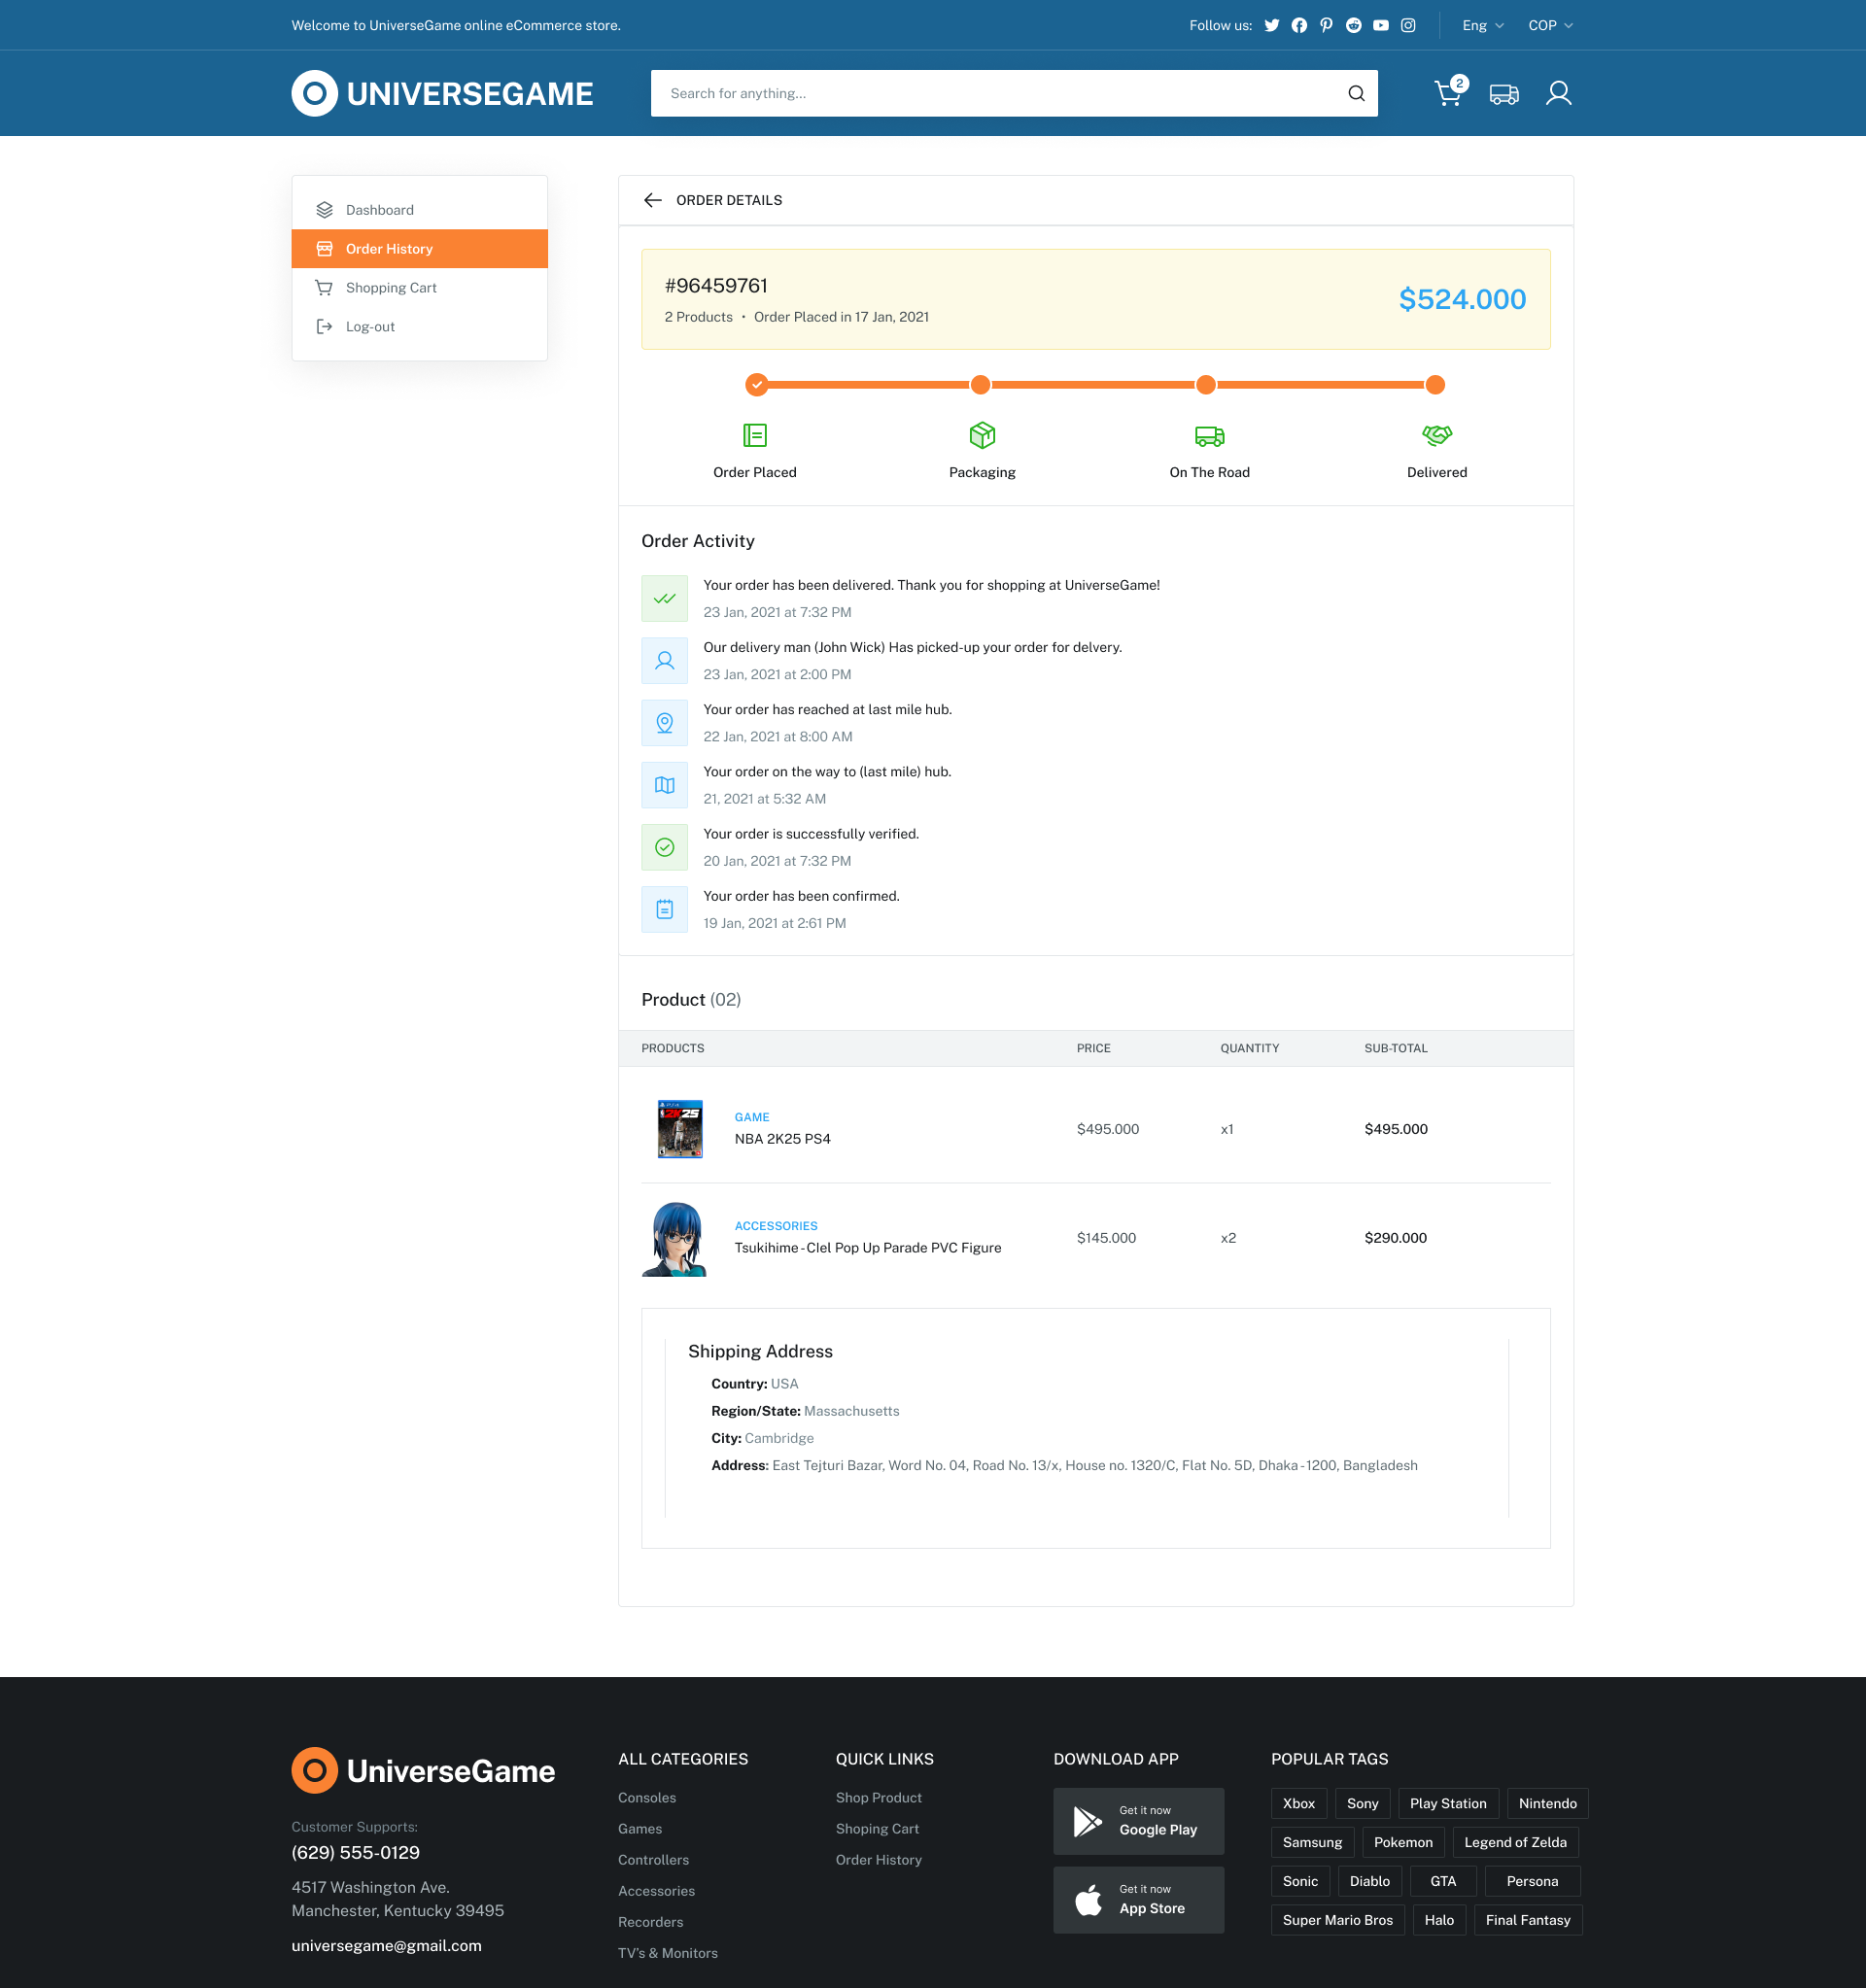 Welcome to UniverseGame online eCommerce store.
Follow us:
Eng
COP
UNIVERSEGAME
Search for anything...
2
Dashboard
Order History
Shopping Cart
Log-out
ORDER DETAILS
#96459761
2 Products • Order Placed in 17 Jan, 2021
$524.000
Order Placed
Packaging
On The Road
Delivered
Order Activity
Your order has been delivered. Thank you for shopping at UniverseGame!
23 Jan, 2021 at 7:32 PM
Our delivery man (John Wick) Has picked-up your order for delvery.
23 Jan, 2021 at 2:00 PM
Your order has reached at last mile hub.
22 Jan, 2021 at 8:00 AM
Your order on the way to (last mile) hub.
21, 2021 at 5:32 AM
Your order is successfully verified.
20 Jan, 2021 at 7:32 PM
Your order has been confirmed.
19 Jan, 2021 at 2:61 PM
Product (02)
PRODUCTS PRICE QUANTITY SUB-TOTAL
2K25
GAME
NBA 2K25 PS4
$495.000 x1 $495.000
ACCESSORIES
Tsukihime - CIel Pop Up Parade PVC Figure
$145.000 x2 $290.000
Shipping Address
Country: USA
Region/State: Massachusetts
City: Cambridge
Address: East Tejturi Bazar, Word No. 04, Road No. 13/x, House no. 1320/C, Flat No. 5D, Dhaka - 1200, Bangladesh
UniverseGame
Customer Supports:
(629) 555-0129
4517 Washington Ave.
Manchester, Kentucky 39495
universegame@gmail.com
ALL CATEGORIES
Consoles
Games
Controllers
Accessories
Recorders
TV's & Monitors
QUICK LINKS
Shop Product
Shoping Cart
Order History
DOWNLOAD APP
Get it now
Google Play
Get it now
App Store
POPULAR TAGS
Xbox Sony Play Station Nintendo
Samsung Pokemon Legend of Zelda
Sonic Diablo GTA Persona
Super Mario Bros Halo Final Fantasy